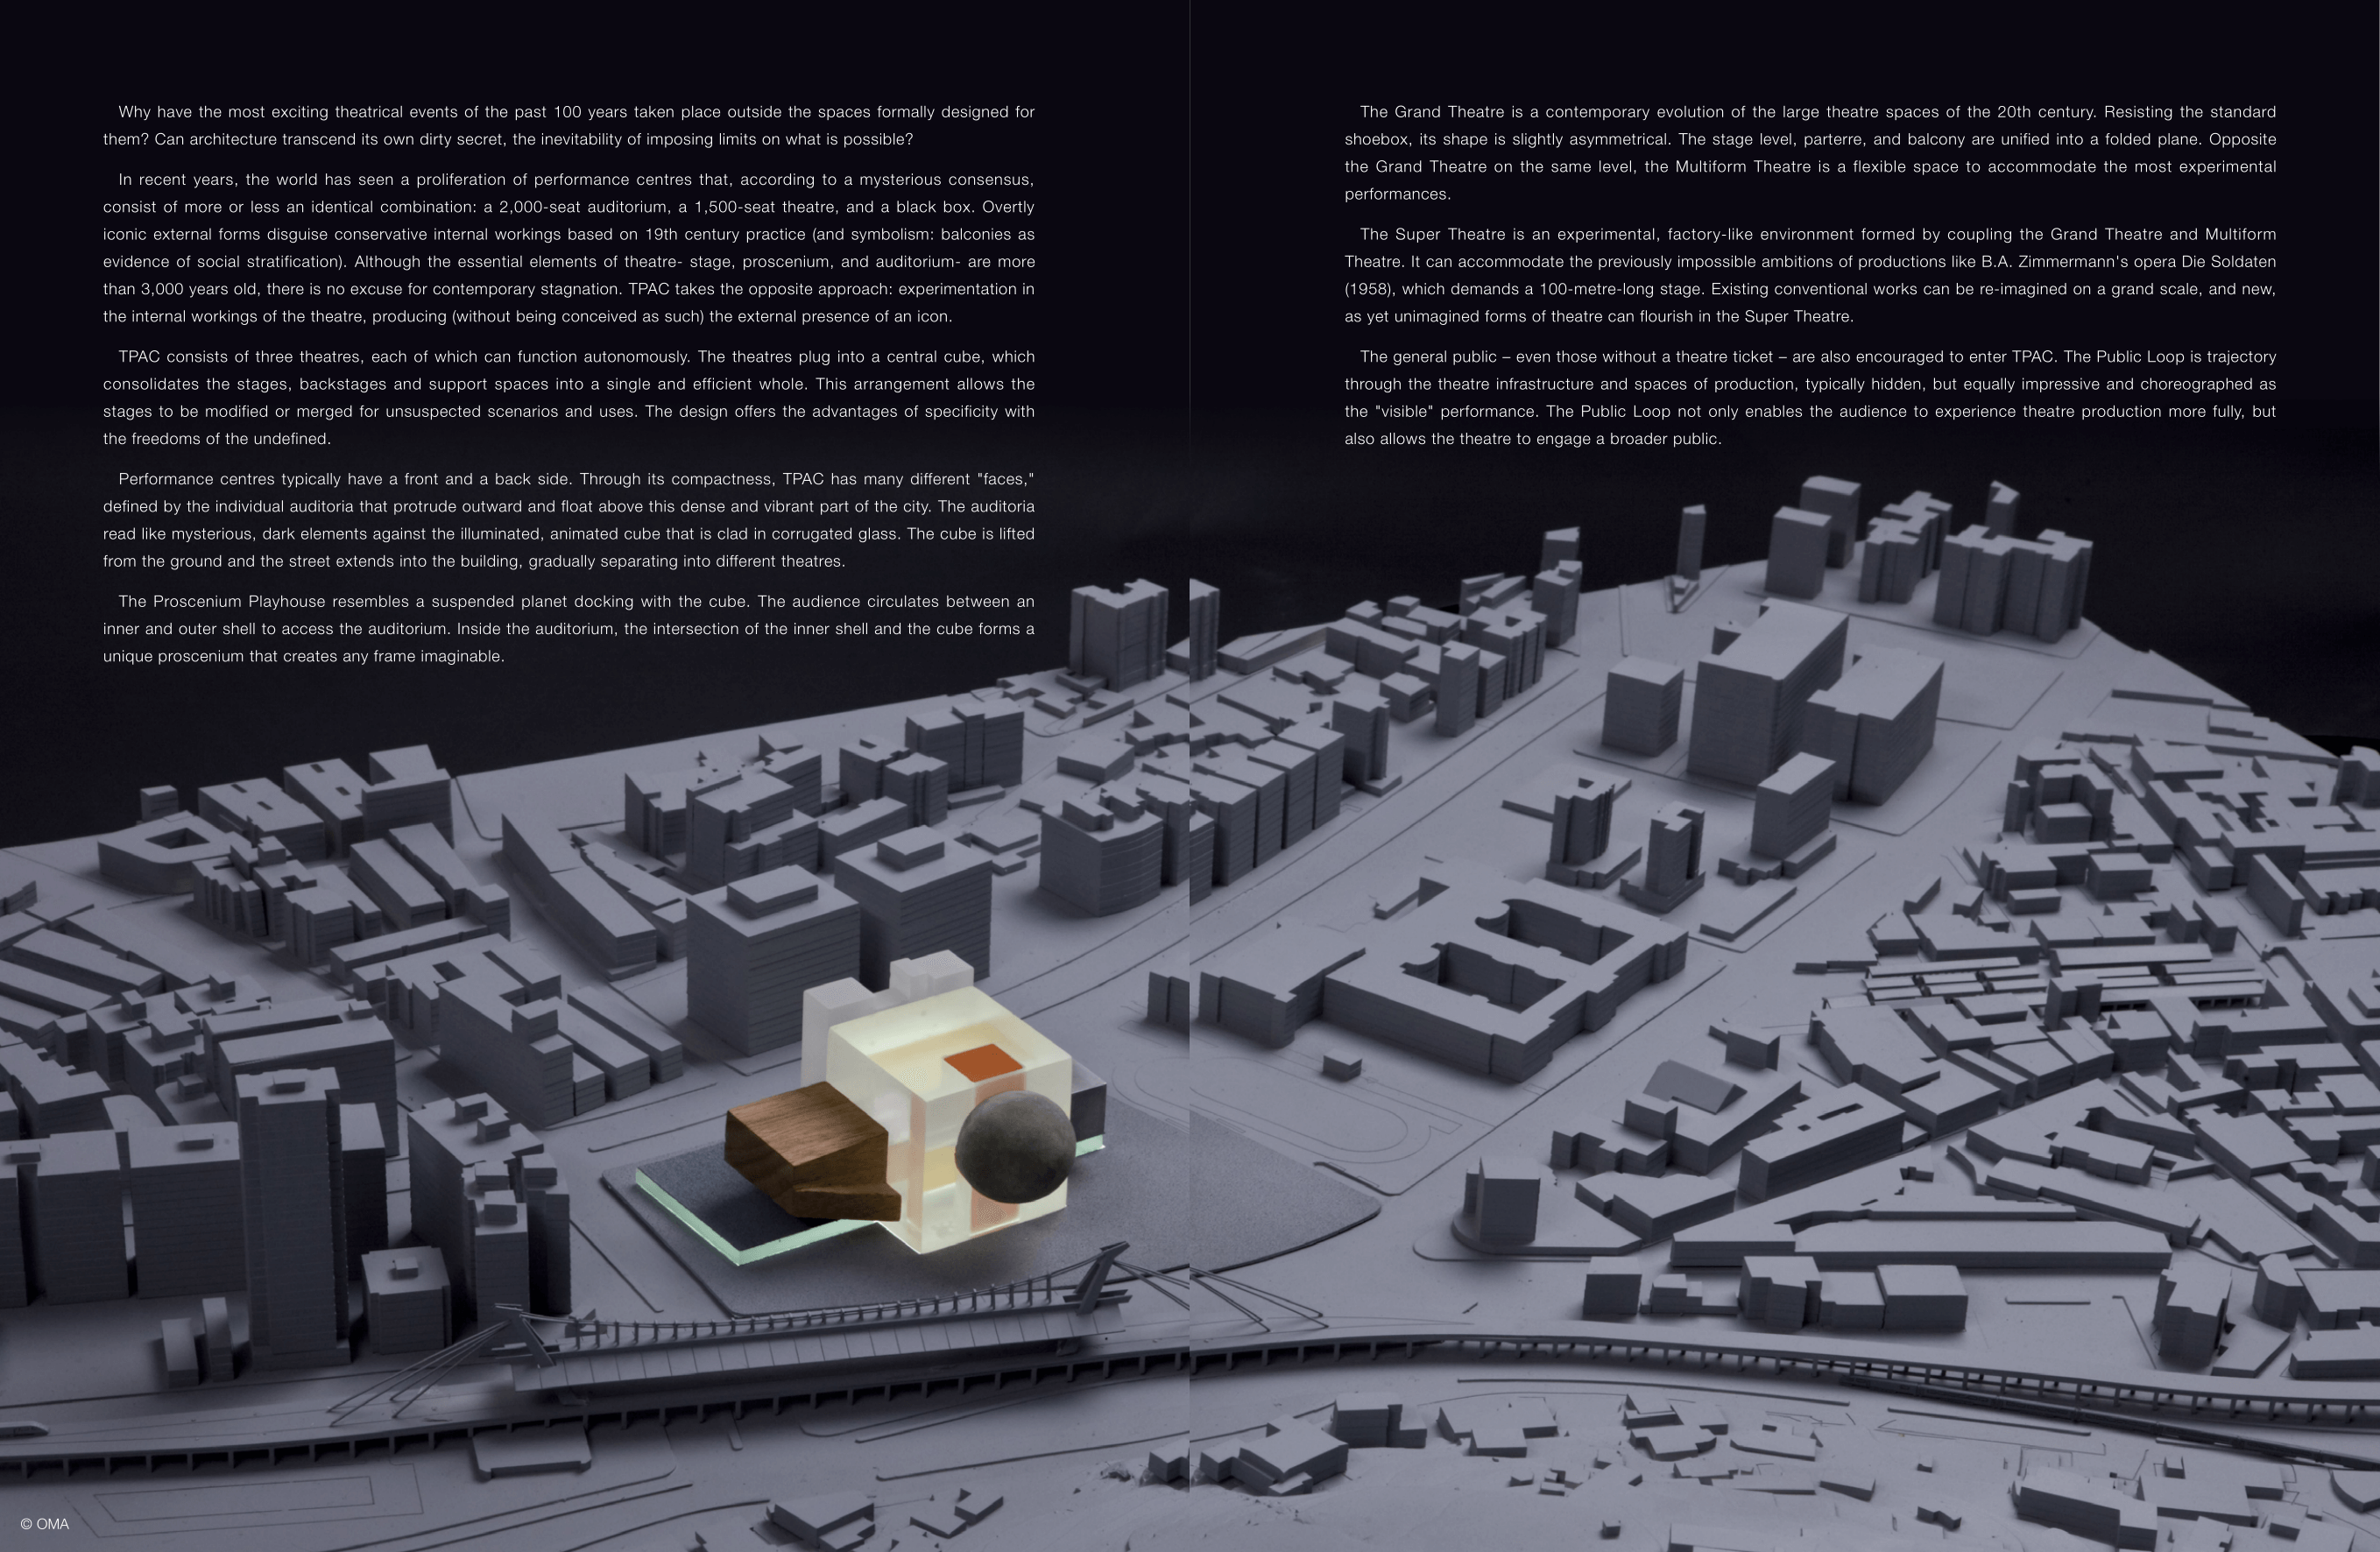 Why have the most exciting theatrical events of the past 100 years taken place outside the spaces formally designed for
them? Can architecture transcend its own dirty secret, the inevitability of imposing limits on what is possible?
In recent years, the world has seen a proliferation of performance centres that, according to a mysterious consensus,
consist of more or less an identical combination: a 2,000-seat auditorium, a 1,500-seat theatre, and a black box. Overtly
iconic external forms disguise conservative internal workings based on 19th century practice (and symbolism: balconies as
evidence of social stratification). Although the essential elements of theatre- stage, proscenium, and auditorium- are more
than 3,000 years old, there is no excuse for contemporary stagnation. TPAC takes the opposite approach: experimentation in
the internal workings of the theatre, producing (without being conceived as such) the external presence of an icon.
TPAC consists of three theatres, each of which can function autonomously. The theatres plug into a central cube, which
consolidates the stages, backstages and support spaces into a single and efficient whole. This arrangement allows the
stages to be modified or merged for unsuspected scenarios and uses. The design offers the advantages of specificity with
the freedoms of the undefined.
Performance centres typically have a front and a back side. Through its compactness, TPAC has many different "faces,"
defined by the individual auditoria that protrude outward and float above this dense and vibrant part of the city. The auditoria
read like mysterious, dark elements against the illuminated, animated cube that is clad in corrugated glass. The cube is lifted
from the ground and the street extends into the building, gradually separating into different theatres.
The Proscenium Playhouse resembles a suspended planet docking with the cube. The audience circulates between an
inner and outer shell to access the auditorium. Inside the auditorium, the intersection of the inner shell and the cube forms a
unique proscenium that creates any frame imaginable.
The Grand Theatre is a contemporary evolution of the large theatre spaces of the 20th century. Resisting the standard
shoebox, its shape is slightly asymmetrical. The stage level, parterre, and balcony are unified into a folded plane. Opposite
the Grand Theatre on the same level, the Multiform Theatre is a flexible space to accommodate the most experimental
performances.
The Super Theatre is an experimental, factory-like environment formed by coupling the Grand Theatre and Multiform
Theatre. It can accommodate the previously impossible ambitions of productions like B.A. Zimmermann's opera Die Soldaten
(1958), which demands a 100-metre-long stage. Existing conventional works can be re-imagined on a grand scale, and new,
as yet unimagined forms of theatre can flourish in the Super Theatre.
The general public – even those without a theatre ticket – are also encouraged to enter TPAC. The Public Loop is trajectory
through the theatre infrastructure and spaces of production, typically hidden, but equally impressive and choreographed as
the "visible" performance. The Public Loop not only enables the audience to experience theatre production more fully, but
also allows the theatre to engage a broader public.
© OMA